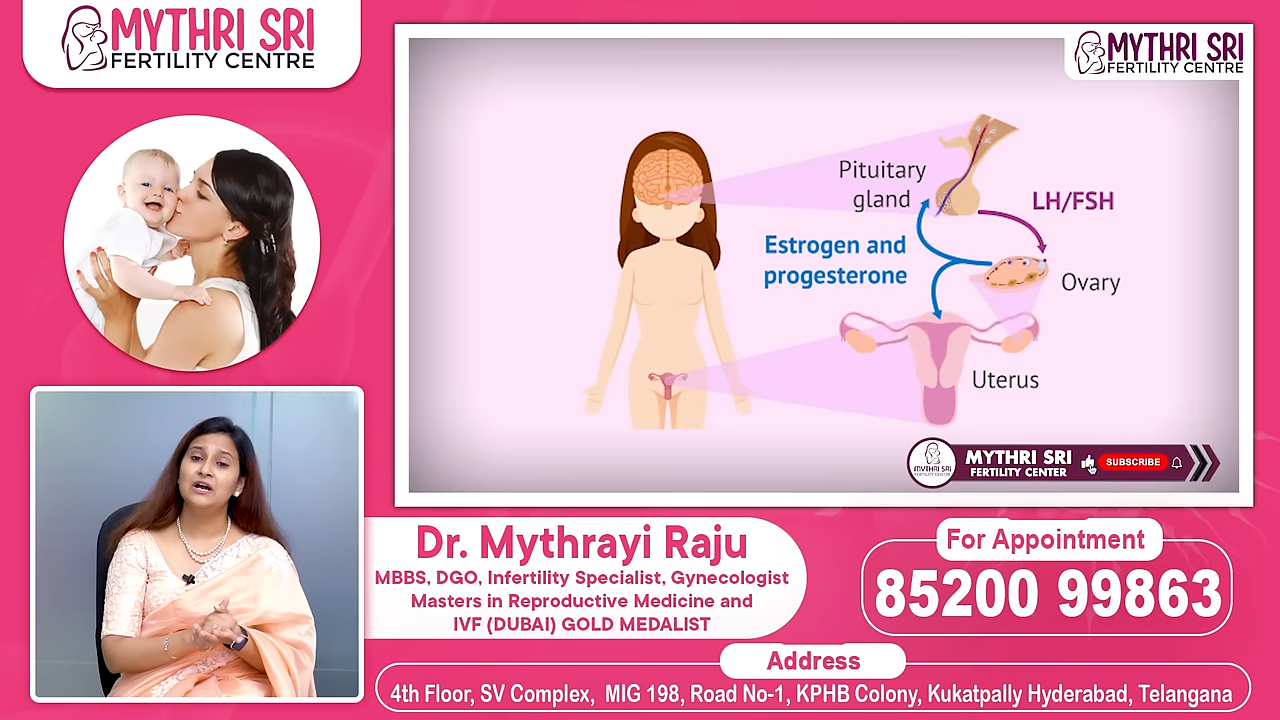 MYTHRI SRI
FERTILITY CENTRE
MYTHRI SRI
FERTILITY CENTRE
Pituitary
gland
LH/FSH
Estrogen and
progesterone
Ovary
Uterus
MYTHRI SRI
FERTILITY CENTER
SUBSCRIBE
Dr. Mythrayi Raju
MBBS, DGO, Infertility Specialist, Gynecologist
Masters in Reproductive Medicine and
IVF (DUBAI) GOLD MEDALIST
For Appointment
85200 99863
Address
4th Floor, SV Complex, MIG 198, Road No-1, KPHB Colony, Kukatpally Hyderabad, Telangana